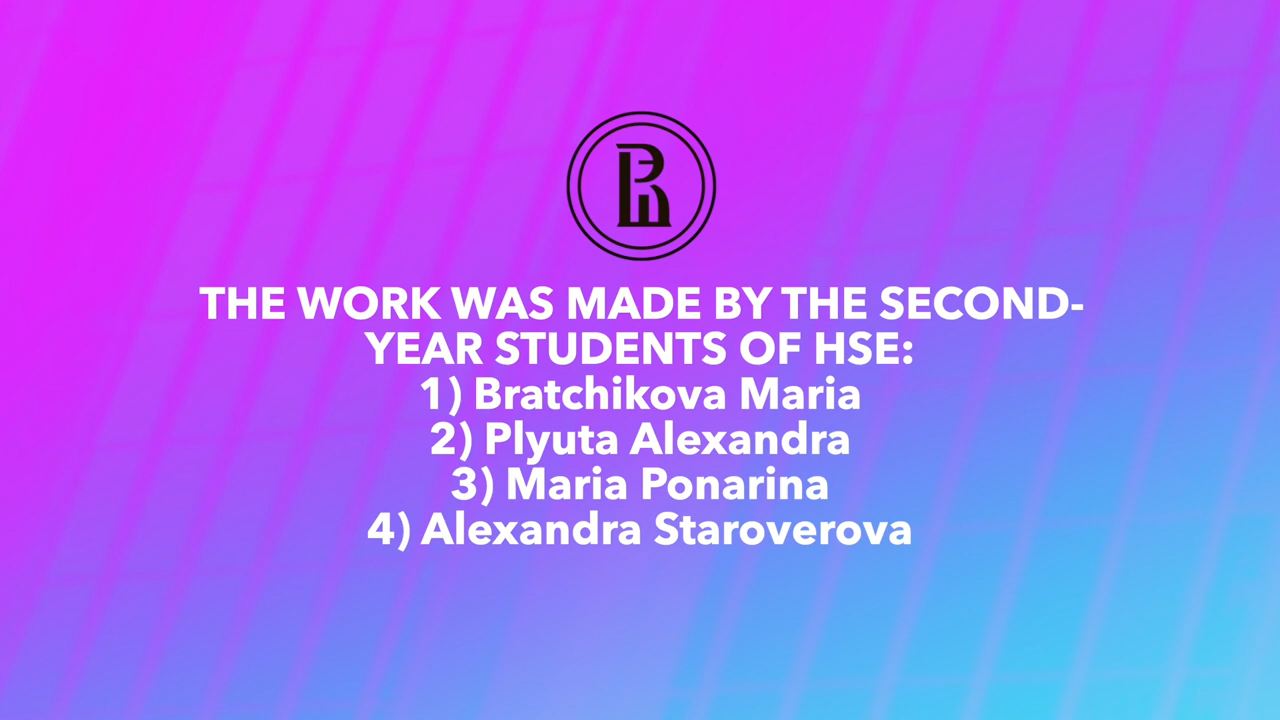 THE WORK WAS MADE BY THE SECOND-
YEAR STUDENTS OF HSE:
1) Bratchikova Maria
2) Plyuta Alexandra
3) Maria Ponarina
4) Alexandra Staroverova